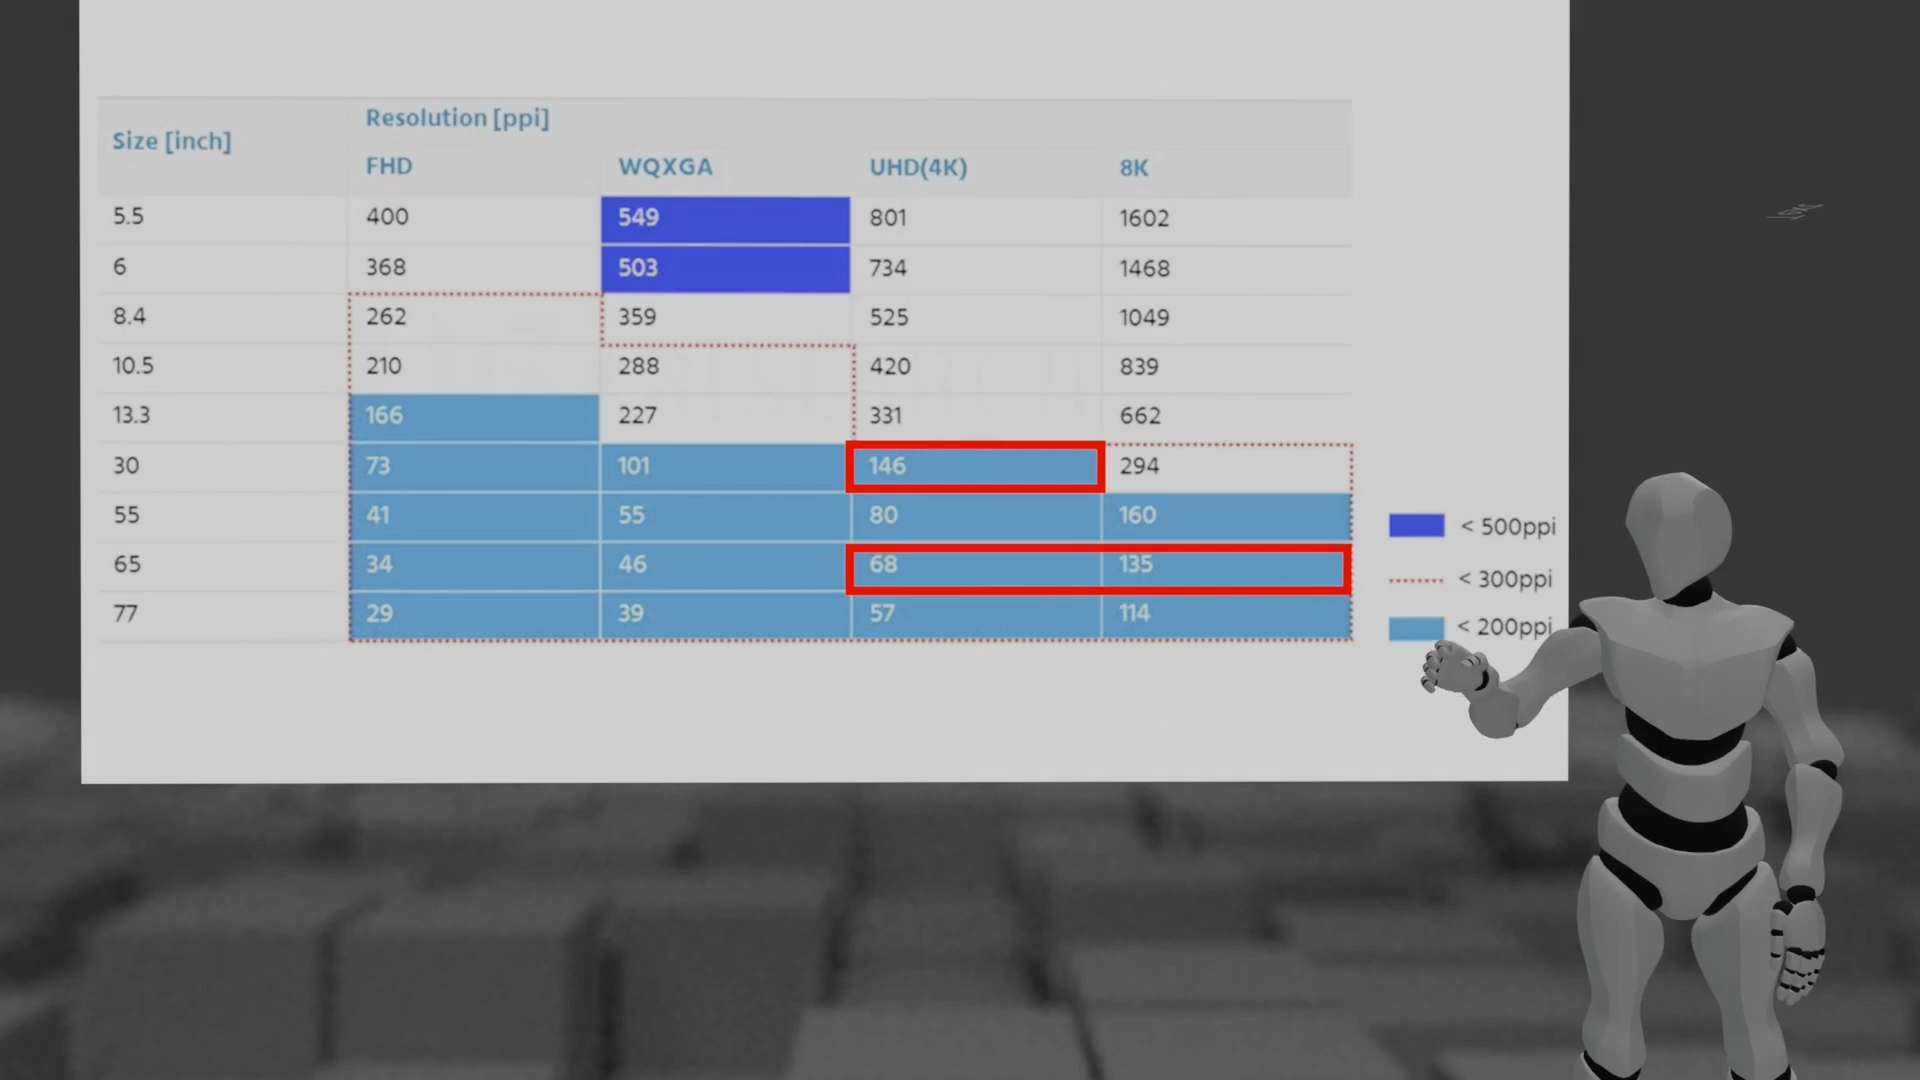 Resolution [ppi]
Size [inch]
FHD WQXGA UHD(4K) 8K
5.5 400 549 801 1602
6 368 503 734 1468
8.4 262 359 525 1049
10.5 210 288 420 839
13.3 166 227 331 662
30 73 101 146 294
55 41 55 80 160
65 34 46 68 135
77 29 39 57 114
< 500ppi
< 300ppi
< 200ppi